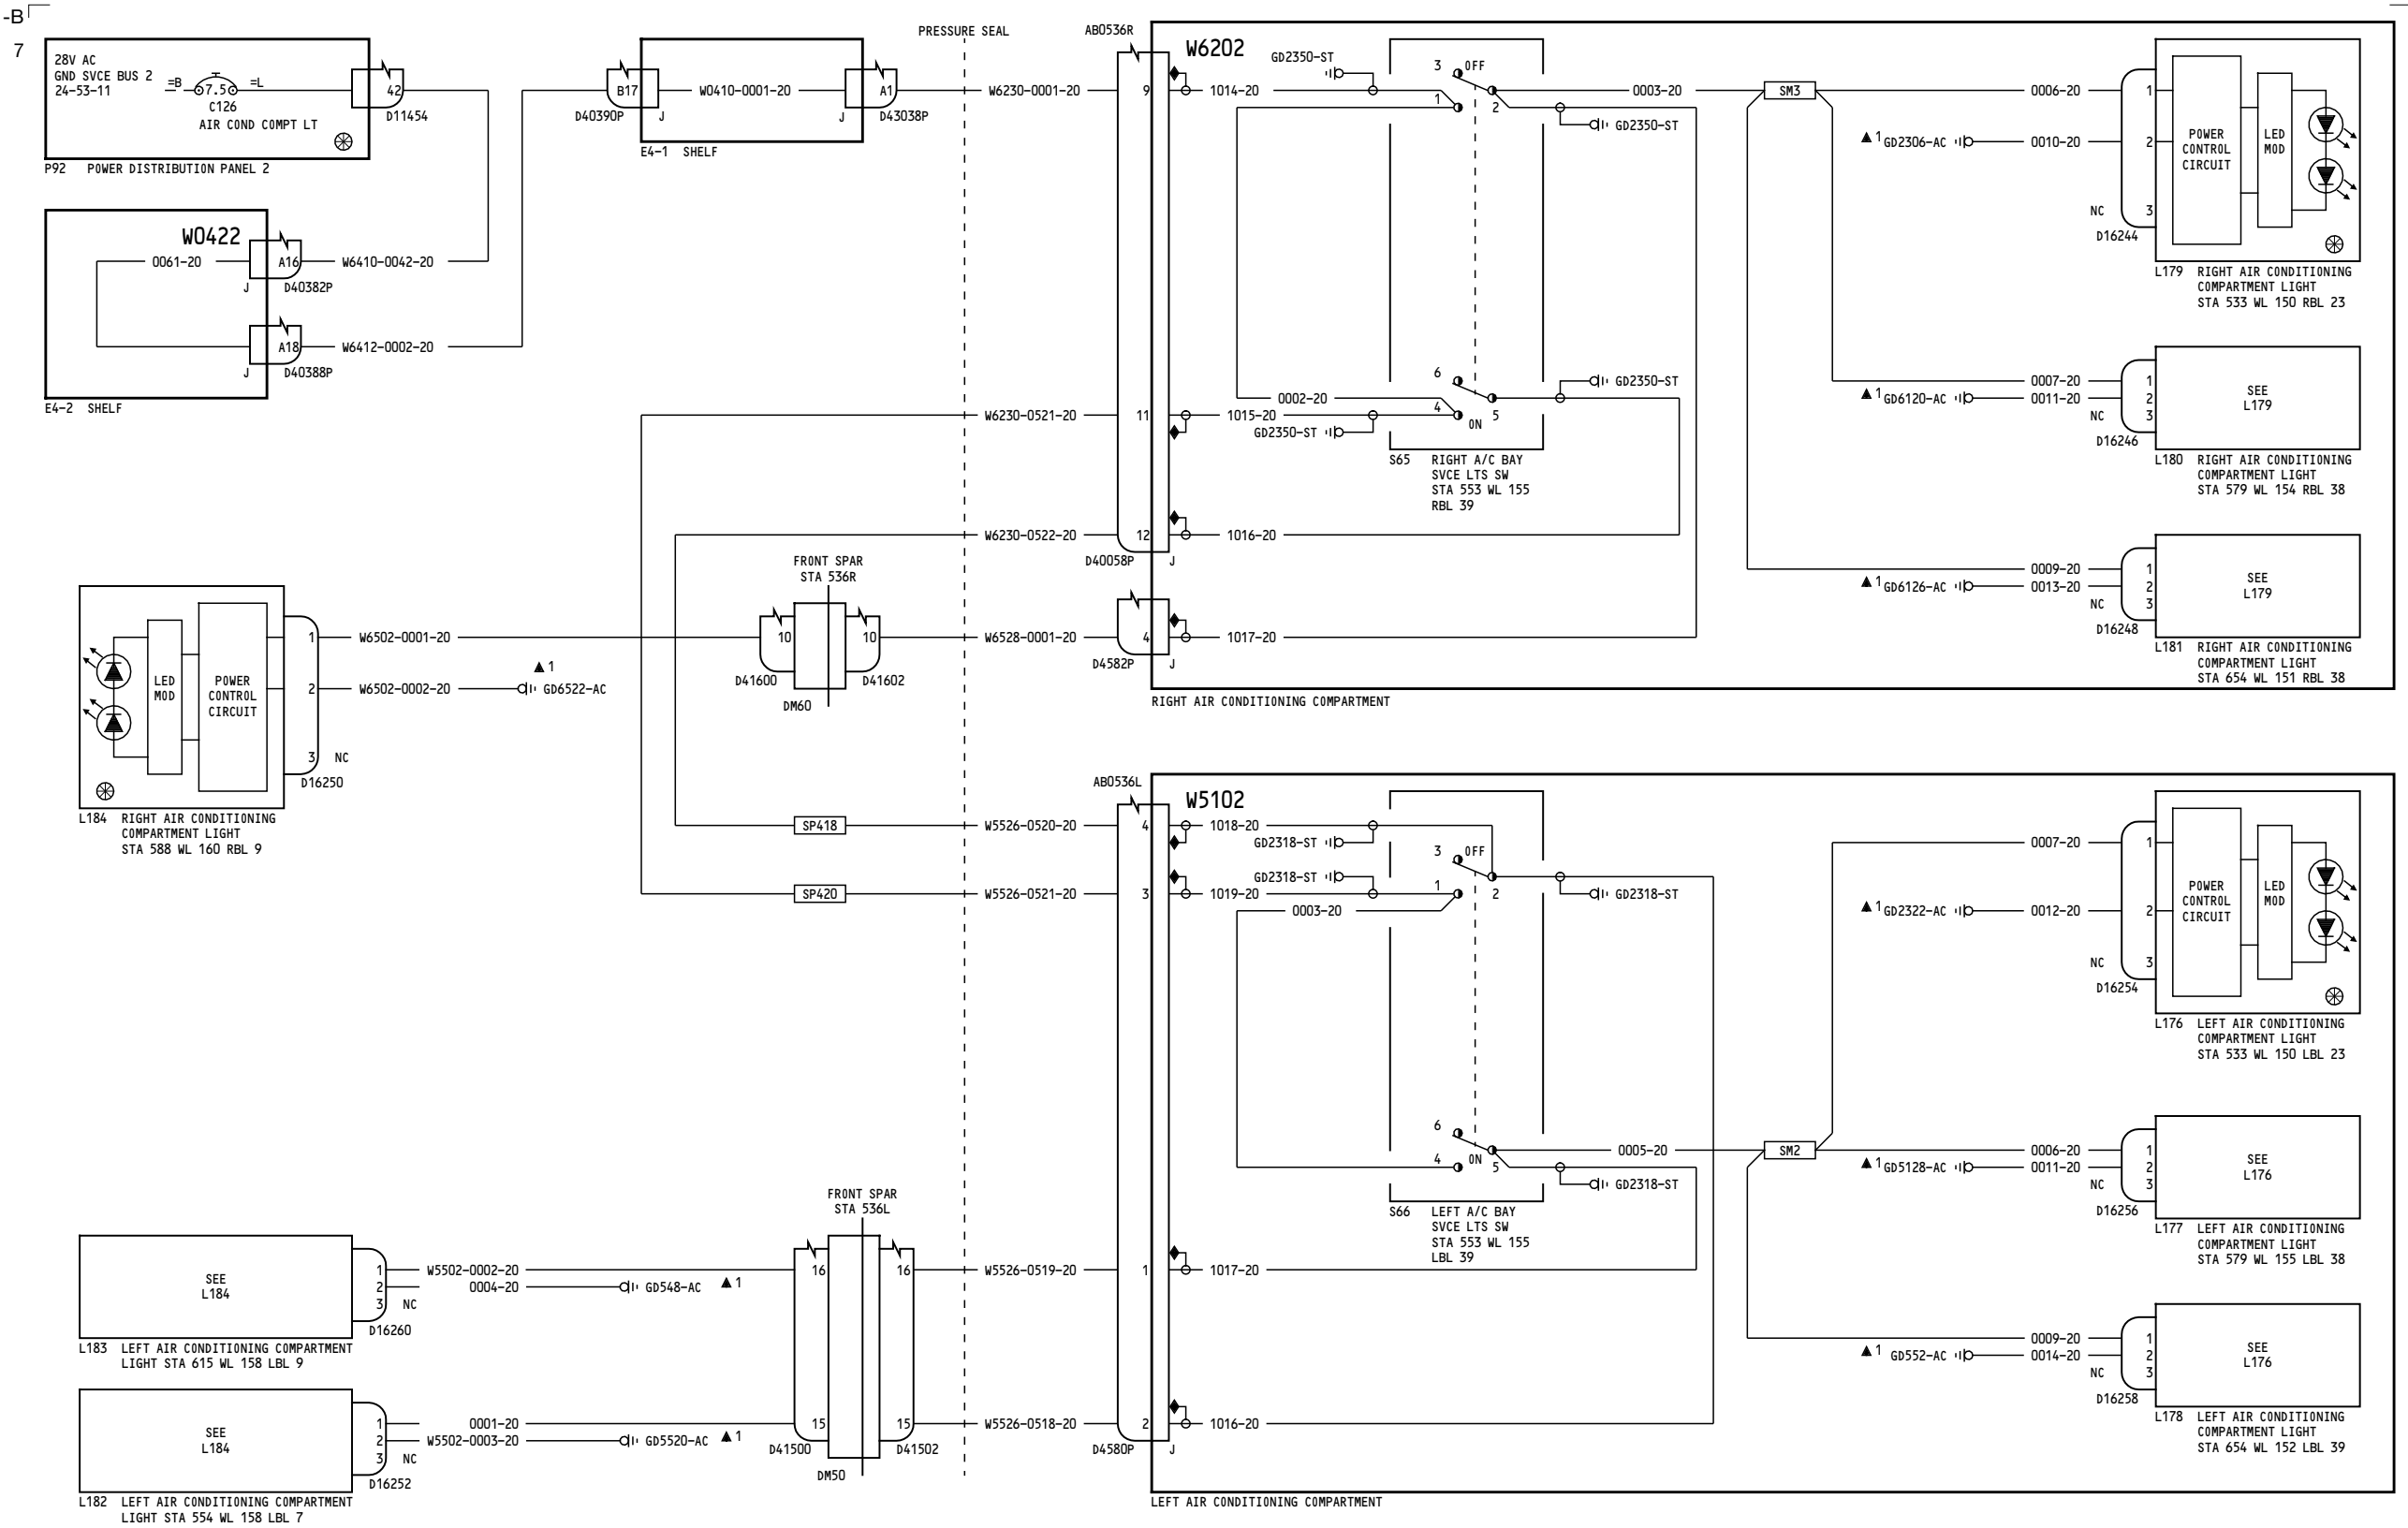 -B
7
28V AC
GND SVCE BUS 2
24-53-11
=B
7.5
=L
C126
AIR COND COMPT LT
42
D11454
P92 POWER DISTRIBUTION PANEL 2
W0422
0061-20
A16
W6410-0042-20
J
D40382P
A18
W6412-0002-20
J
D40388P
E4-2 SHELF
B17
D40390P
J
W0410-0001-20
A1
J
D43038P
E4-1 SHELF
PRESSURE SEAL
W6230-0001-20
W6230-0521-20
W6230-0522-20
W6528-0001-20
AB0536R
9
11
12
D40058P
J
4
D4582P
J
W6202
1014-20
GD2350-ST
3
OFF
1
2
GD2350-ST
0003-20
SM3
0002-20
6
4
ON
5
GD2350-ST
1015-20
GD2350-ST
S65 RIGHT A/C BAY
SVCE LTS SW
STA 553 WL 155
RBL 39
1016-20
1017-20
0006-20
1
1 GD2306-AC
0010-20
2
NC
3
D16244
POWER
CONTROL
CIRCUIT
LED
MOD
L179 RIGHT AIR CONDITIONING
COMPARTMENT LIGHT
STA 533 WL 150 RBL 23
0007-20
1
1 GD6120-AC
0011-20
2
NC
3
D16246
SEE
L179
L180 RIGHT AIR CONDITIONING
COMPARTMENT LIGHT
STA 579 WL 154 RBL 38
0009-20
1
1 GD6126-AC
0013-20
2
NC
3
D16248
SEE
L179
L181 RIGHT AIR CONDITIONING
COMPARTMENT LIGHT
STA 654 WL 151 RBL 38
RIGHT AIR CONDITIONING COMPARTMENT
LED
MOD
POWER
CONTROL
CIRCUIT
1
W6502-0001-20
2
W6502-0002-20
1
GD6522-AC
3
NC
D16250
L184 RIGHT AIR CONDITIONING
COMPARTMENT LIGHT
STA 588 WL 160 RBL 9
FRONT SPAR
STA 536R
10
10
D41600
D41602
DM60
SP418
W5526-0520-20
SP420
W5526-0521-20
AB0536L
4
3
1
2
D4580P
J
W5102
1018-20
GD2318-ST
GD2318-ST
1019-20
0003-20
3
OFF
1
2
GD2318-ST
6
4
ON
5
0005-20
SM2
GD2318-ST
S66 LEFT A/C BAY
SVCE LTS SW
STA 553 WL 155
LBL 39
1017-20
1016-20
0007-20
1
1 GD2322-AC
0012-20
2
NC
3
D16254
POWER
CONTROL
CIRCUIT
LED
MOD
L176 LEFT AIR CONDITIONING
COMPARTMENT LIGHT
STA 533 WL 150 LBL 23
0006-20
1
1 GD5128-AC
0011-20
2
NC
3
D16256
SEE
L176
L177 LEFT AIR CONDITIONING
COMPARTMENT LIGHT
STA 579 WL 155 LBL 38
0009-20
1
1 GD552-AC
0014-20
2
NC
3
D16258
SEE
L176
L178 LEFT AIR CONDITIONING
COMPARTMENT LIGHT
STA 654 WL 152 LBL 39
LEFT AIR CONDITIONING COMPARTMENT
SEE
L184
1
W5502-0002-20
2
0004-20
GD548-AC
1
3
NC
D16260
L183 LEFT AIR CONDITIONING COMPARTMENT
LIGHT STA 615 WL 158 LBL 9
SEE
L184
1
0001-20
2
W5502-0003-20
GD5520-AC
1
3
NC
D16252
L182 LEFT AIR CONDITIONING COMPARTMENT
LIGHT STA 554 WL 158 LBL 7
FRONT SPAR
STA 536L
16
16
15
15
D41500
D41502
DM50
W5526-0519-20
W5526-0518-20